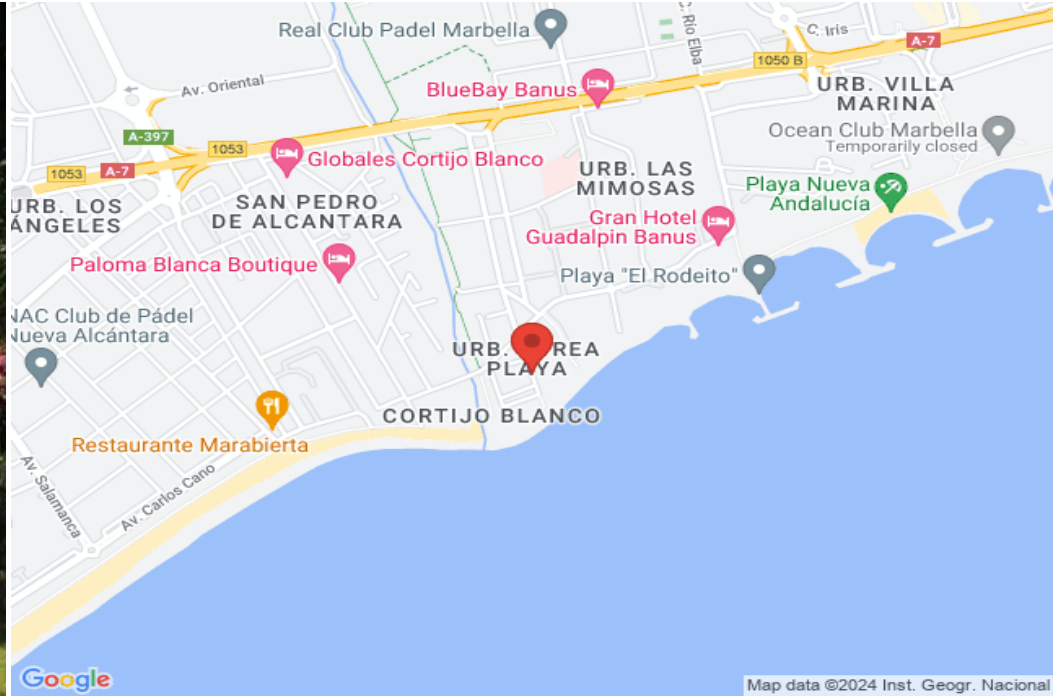 Real Club Padel Marbella
C. Iris
C. Río Elba
A-7
1050 B
BlueBay Banus
URB. VILLA
MARINA
Av. Oriental
A-397
1053
Globales Cortijo Blanco
Ocean Club Marbella
Temporarily closed
1053
A-7
URB. LAS
MIMOSAS
Playa Nueva
Andalucía
URB. LOS
ÁNGELES
SAN PEDRO
DE ALCANTARA
Gran Hotel
Guadalpin Banus
Paloma Blanca Boutique
Playa "El Rodeito"
NAC Club de Pádel
Nueva Alcántara
URB. REA
PLAYA
CORTIJO BLANCO
Restaurante Marabierta
Av. Salamanca
Av. Carlos Cano
Google
Map data ©2024 Inst. Geogr. Nacional